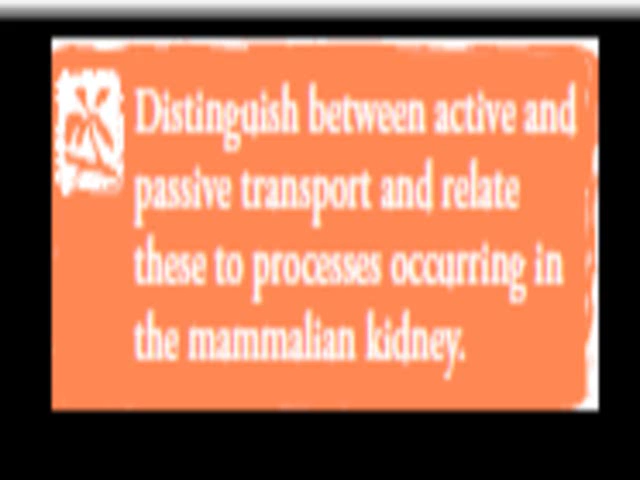 Distinguish between active and
passive transport and relate
these to processes occurring in
the mammalian kidney.